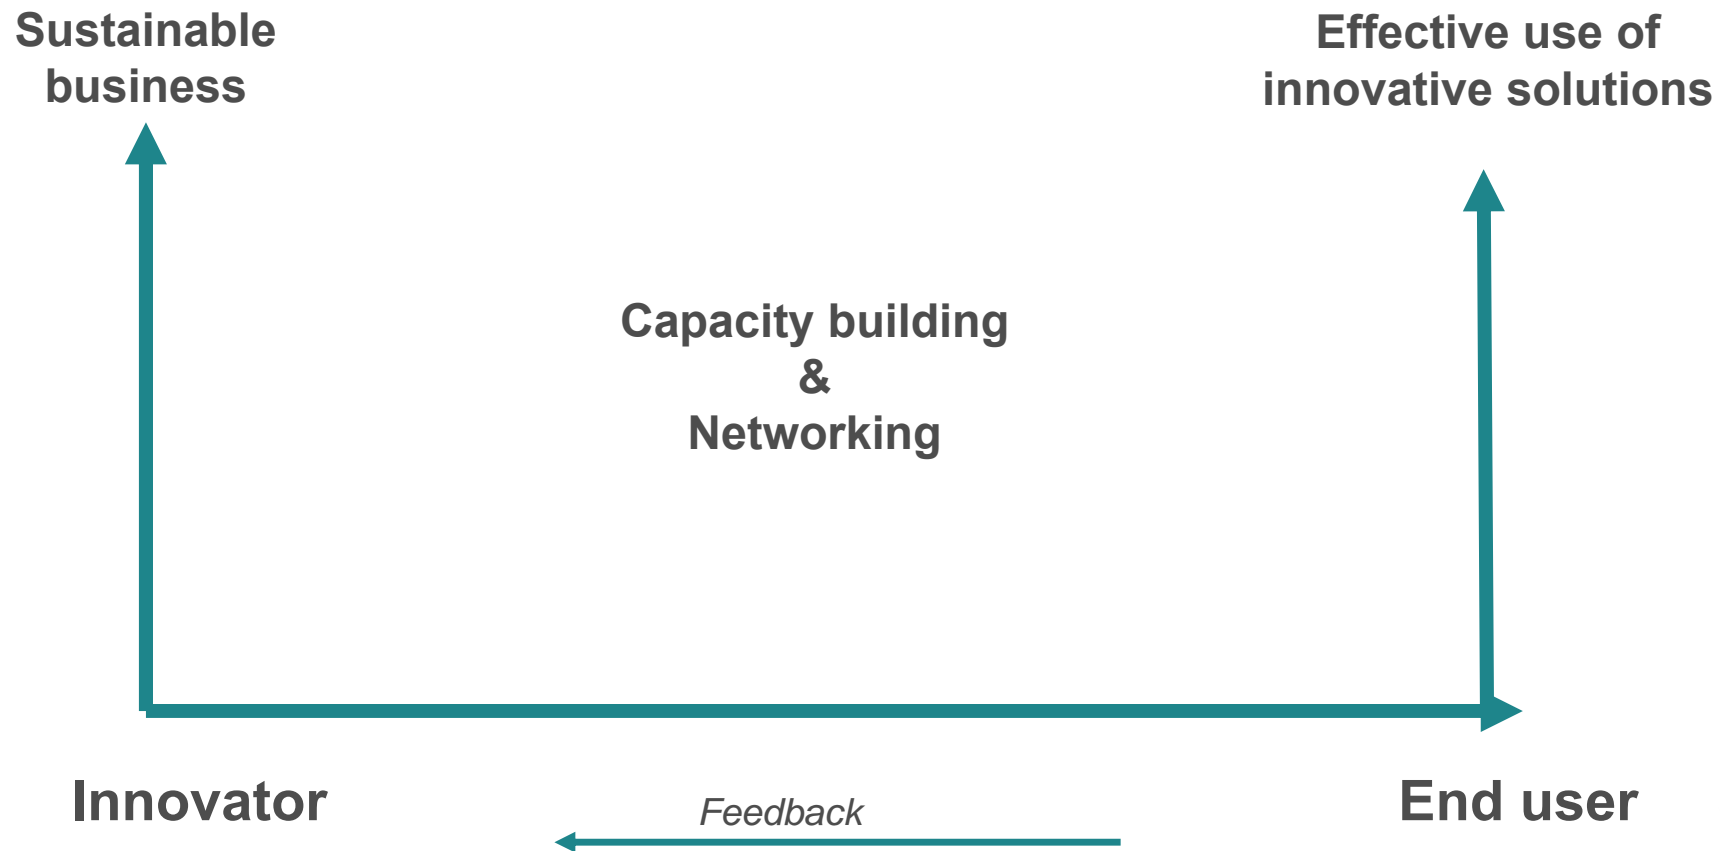 Sustainable
business
Effective use of
innovative solutions
Capacity building
&
Networking
Innovator
Feedback
End user